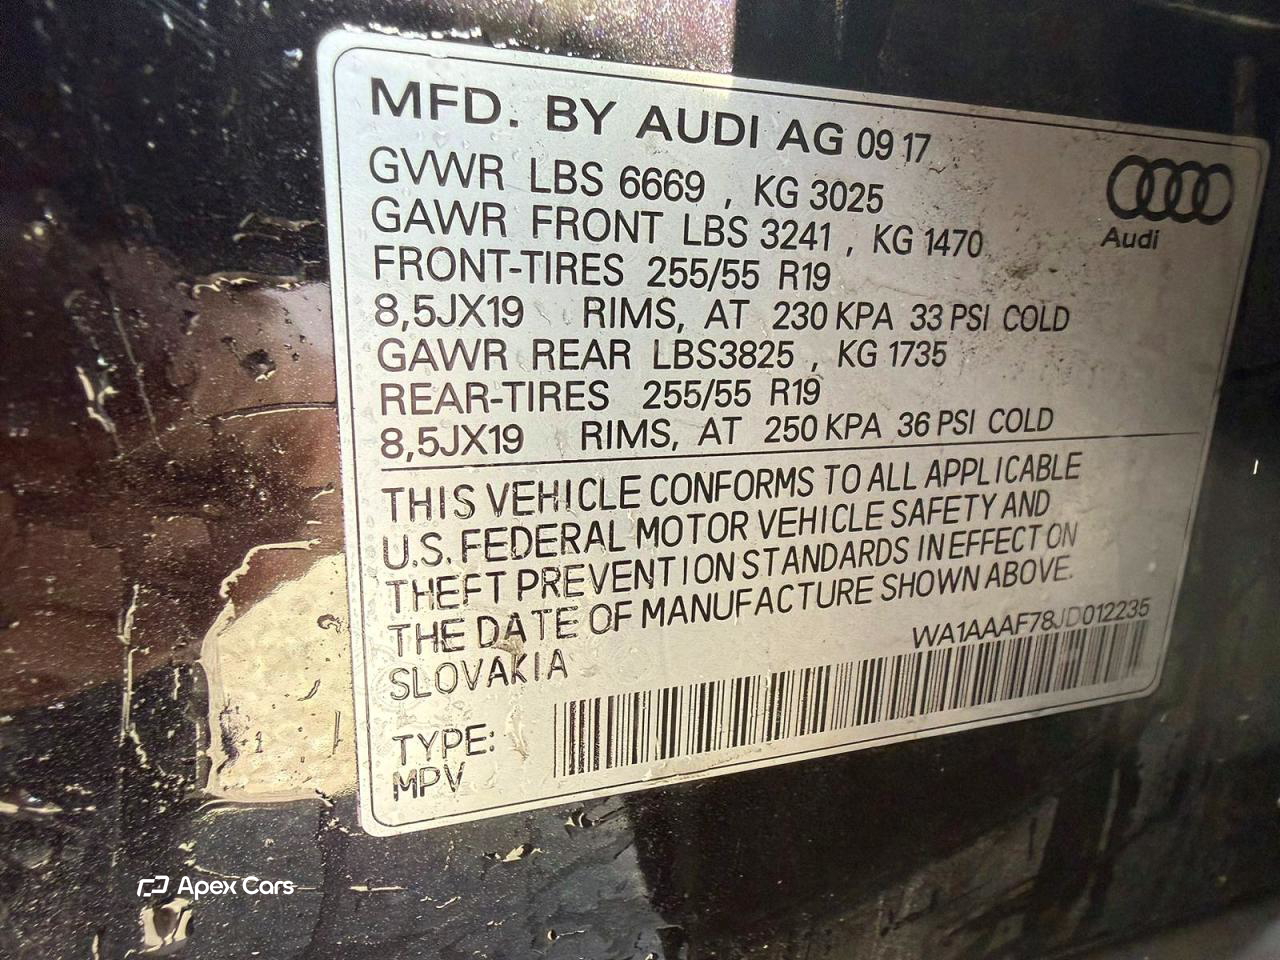 MFD. BY AUDI AG 09 17
GVWR LBS 6669 , KG 3025
GAWR FRONT LBS 3241 , KG 1470
FRONT-TIRES 255/55 R19
8,5JX19 RIMS, AT 230 KPA 33 PSI COLD
GAWR REAR LBS3825 , KG 1735
REAR-TIRES 255/55 R19
8,5JX19 RIMS, AT 250 KPA 36 PSI COLD
Audi
THIS VEHICLE CONFORMS TO ALL APPLICABLE
U.S. FEDERAL MOTOR VEHICLE SAFETY AND
THEFT PREVENTION STANDARDS IN EFFECT ON
THE DATE OF MANUFACTURE SHOWN ABOVE.
SLOVAKIA
WA1AAAF78JD012235
TYPE:
MPV
Apex Cars